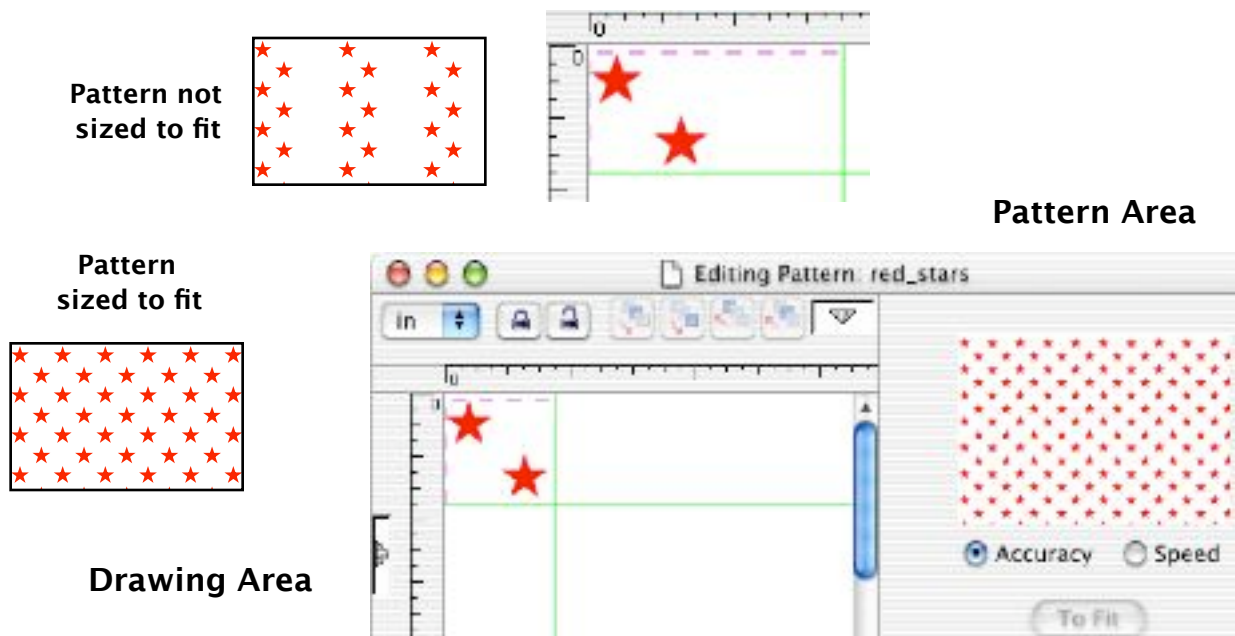 Pattern not
sized to fit
0
0
Pattern Area
Pattern
sized to fit
Editing Pattern: red_stars
in
0
0
Accuracy Speed
Drawing Area
To Fit